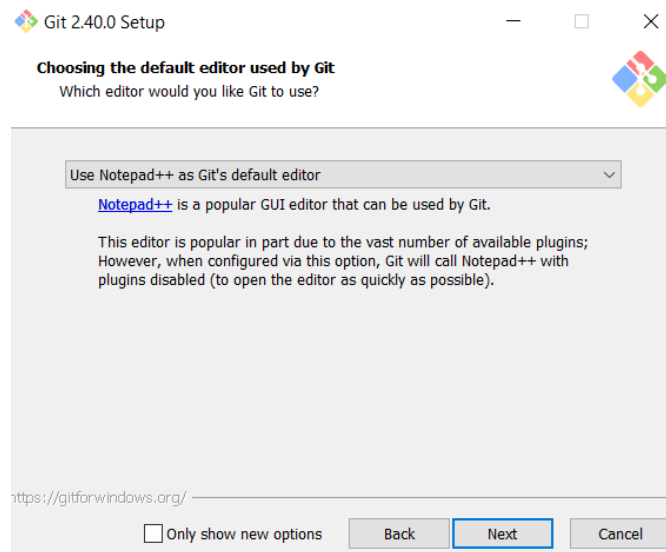 Git 2.40.0 Setup
Choosing the default editor used by Git
Which editor would you like Git to use?
Use Notepad++ as Git's default editor
Notepad++ is a popular GUI editor that can be used by Git.
This editor is popular in part due to the vast number of available plugins;
However, when configured via this option, Git will call Notepad++ with
plugins disabled (to open the editor as quickly as possible).
https://gitforwindows.org/
Only show new options
Back
Next
Cancel